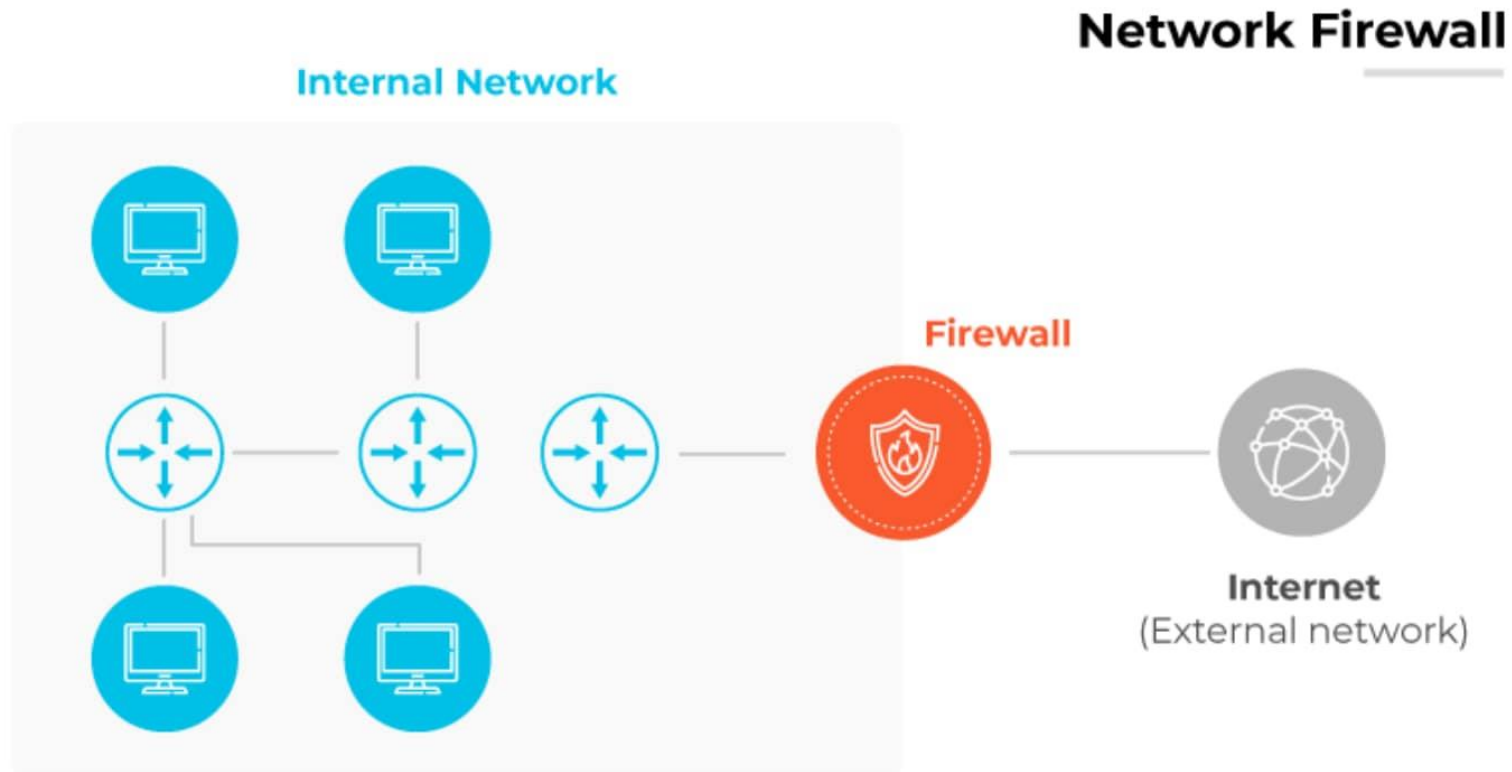 Network Firewall
Internal Network
Firewall
Internet
(External network)